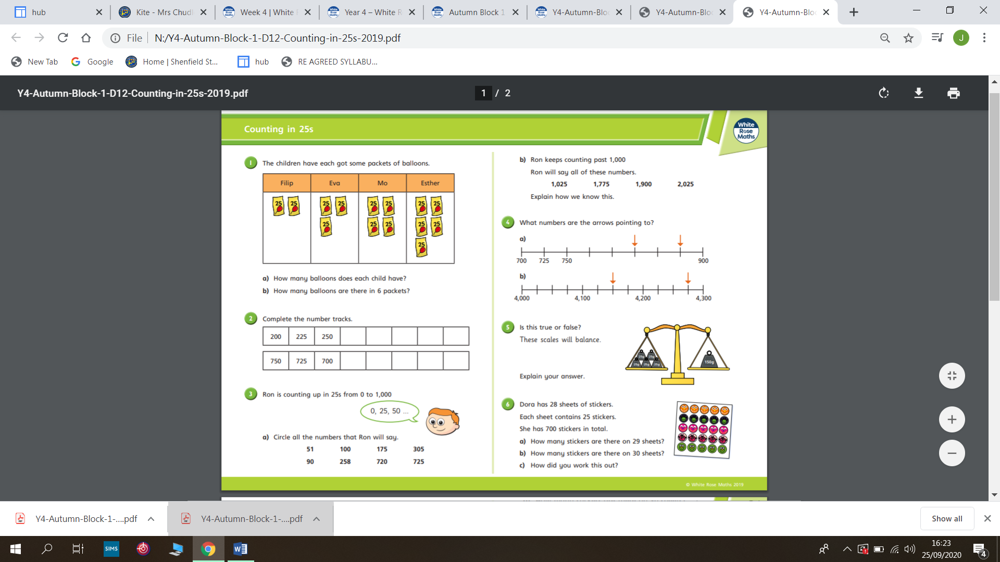 hub
Kite - Mrs Chudl
Week 4 | White R
Year 4 – White R
Autumn Block 1
Y4-Autumn-Bloc
Y4-Autumn-Bloc
Y4-Autumn-Bloc
File
N:/Y4-Autumn-Block-1-D12-Counting-in-25s-2019.pdf
J
New Tab
Google
Home | Shenfield St...
hub
RE AGREED SYLLABU...
Y4-Autumn-Block-1-D12-Counting-in-25s-2019.pdf
1 / 2
Counting in 25s
White
Rose
Maths
1 The children have each got some packets of balloons.
Filip Eva Mo Esther
25 25 25 25 25 25 25 25
25 25 25 25 25
25
a) How many balloons does each child have?
b) How many balloons are there in 6 packets?
2 Complete the number tracks.
200 225 250
750 725 700
3 Ron is counting up in 25s from 0 to 1,000
0, 25, 50 ...
a) Circle all the numbers that Ron will say.
51 100 175 305
90 258 720 725
b) Ron keeps counting past 1,000
Ron will say all of these numbers.
1,025 1,775 1,900 2,025
Explain how we know this.
4 What numbers are the arrows pointing to?
a)
700 725 750 900
b)
4,000 4,100 4,200 4,300
5 Is this true or false?
These scales will balance.
25g 25g
25g 25g 25g
150g
Explain your answer.
6 Dora has 28 sheets of stickers.
Each sheet contains 25 stickers.
She has 700 stickers in total.
a) How many stickers are there on 29 sheets?
b) How many stickers are there on 30 sheets?
c) How did you work this out?
© White Rose Maths 2019
Y4-Autumn-Block-1-....pdf
Y4-Autumn-Block-1-....pdf
Show all
SIMS
16:23
25/09/2020
4